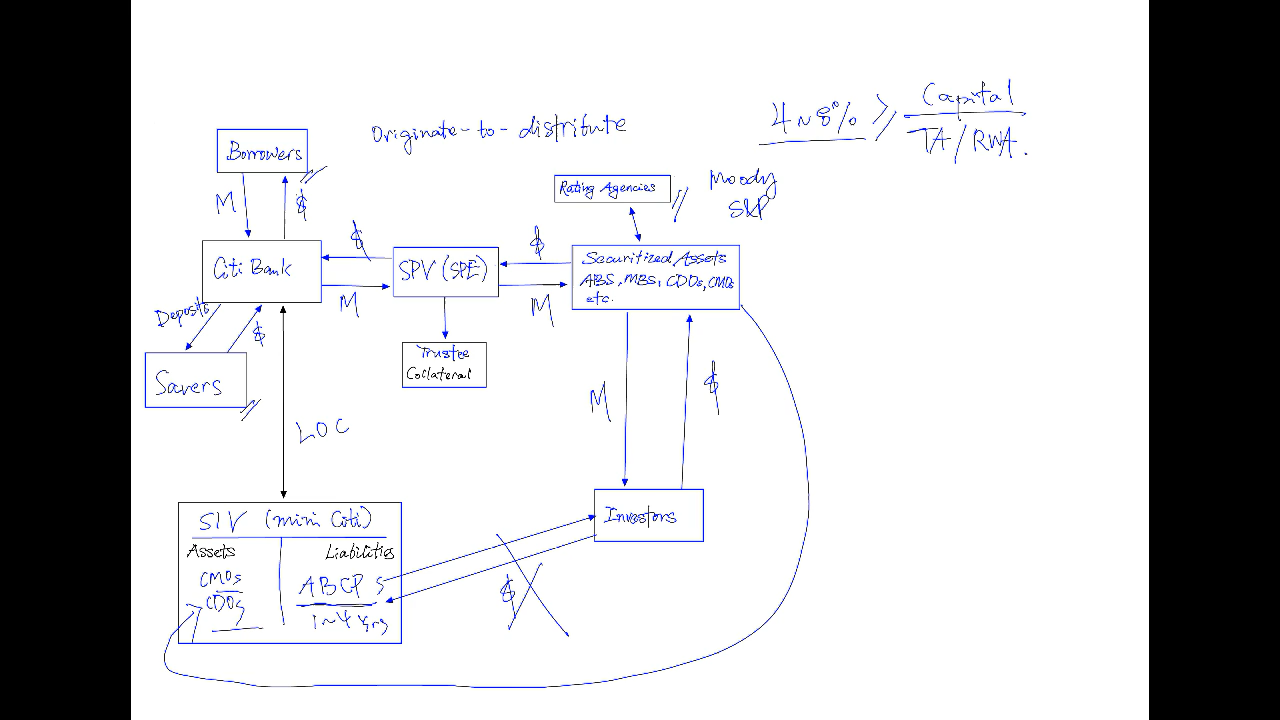 Originate-to-distritute
4~8% ≥ Capital
TA/RWA.
Borrowers
M
$
Rating Agencies
Moody
S&P
Citi Bank
$
M
SPV (SPE)
$
M
Securitized Assets
ABS, MBS, CDOs, CMOs
etc.
Deposits
$
Savers
Trustee
Collateral
M
$
LOC
SIV (mini Citi)
Assets
Liabilities
CMOs
CDOs
ABCPs
1~4 yrs
Investors
$